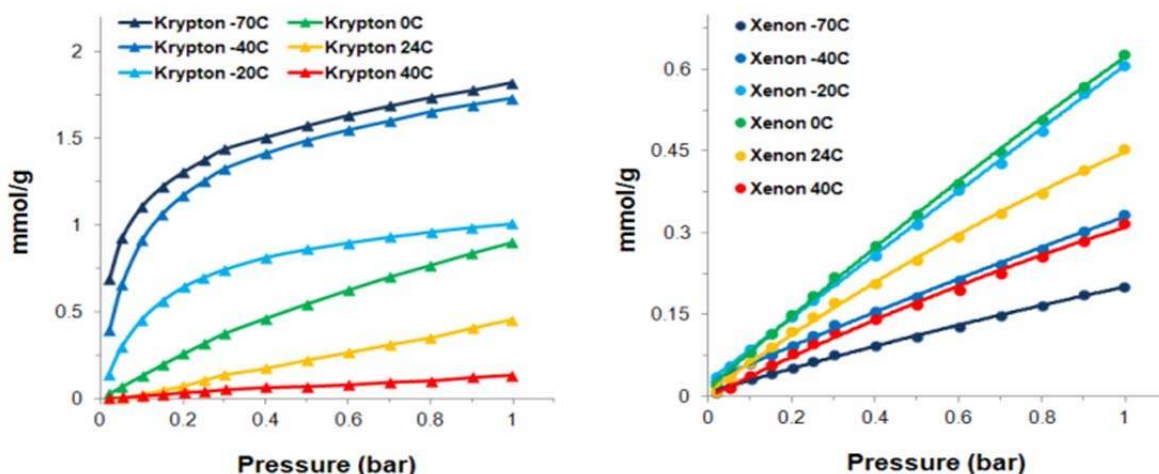 Krypton -70C Krypton 0C
Krypton -40C Krypton 24C
Krypton -20C Krypton 40C
2
1.5
1
0.5
0
0 0.2 0.4 0.6 0.8 1
mmol/g
Pressure (bar)
Xenon -70C
Xenon -40C
Xenon -20C
Xenon 0C
Xenon 24C
Xenon 40C
0.6
0.45
0.3
0.15
0
0 0.2 0.4 0.6 0.8 1
mmol/g
Pressure (bar)